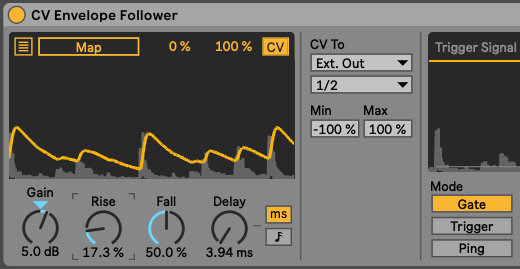 CV Envelope Follower
Map 0 % 100 % CV
CV To
Ext. Out
1/2
Min Max
-100 % 100 %
Trigger Signal
Gain Rise Fall Delay
5.0 dB 17.3 % 50.0 % 3.94 ms
ms
Mode
Gate
Trigger
Ping